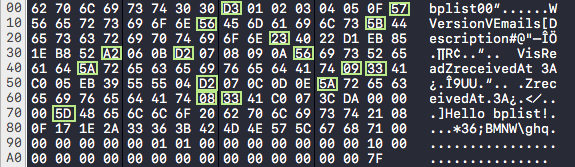 00 62 70 6C 69 73 74 30 30 D3 01 02 03 04 05 0F 57 bplist00“......W
10 56 65 72 73 69 6F 6E 56 45 6D 61 69 6C 73 5B 44 VersionVEmails[D
20 65 73 63 72 69 70 74 69 6F 6E 23 40 22 D1 EB 85 escription#@"—ÎÖ
30 1E B8 52 A2 06 0B D2 07 08 09 0A 56 69 73 52 65 .∏R¢..“.. .VisRe
40 61 64 5A 72 65 63 65 69 76 65 64 41 74 09 33 41 adZreceivedAt 3A
50 C0 05 EB 39 55 55 04 D2 07 0C 0D 0E 5A 72 65 63 ¿.Î9UU.“....Zrec
60 65 69 76 65 64 41 74 08 33 41 C0 07 3C DA 00 00 eivedAt.3A¿.<⁄..
70 00 5D 48 65 6C 6C 6F 20 62 70 6C 69 73 74 21 08 .]Hello bplist!.
80 0F 17 1E 2A 33 36 3B 42 4D 4E 57 5C 67 68 71 00 ...*36;BMNW\ghq.
90 00 00 00 00 00 01 01 00 00 00 00 00 00 00 10 00 ................
A0 00 00 00 00 00 00 00 00 00 00 00 00 00 00 7F ...............